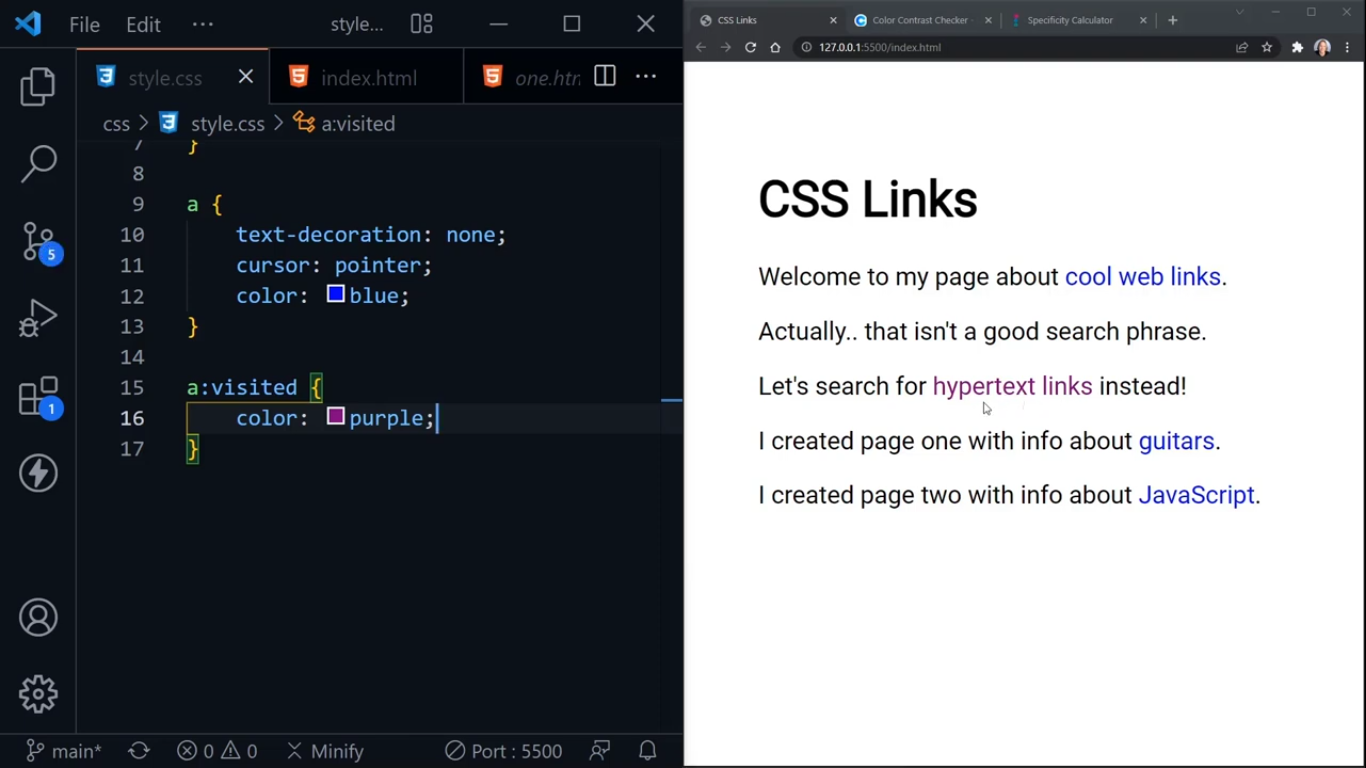 File Edit ··· style...
style.css index.html one.htm ···
css > style.css > a:visited
7 }
8
9 a {
10 text-decoration: none;
11 cursor: pointer;
12 color: blue;
13 }
14
15 a:visited {
16 color: purple;
17 }
5
1
main* 0 0 Minify Port : 5500
CSS Links Color Contrast Checker Specificity Calculator
127.0.0.1:5500/index.html
CSS Links
Welcome to my page about cool web links.
Actually.. that isn't a good search phrase.
Let's search for hypertext links instead!
I created page one with info about guitars.
I created page two with info about JavaScript.